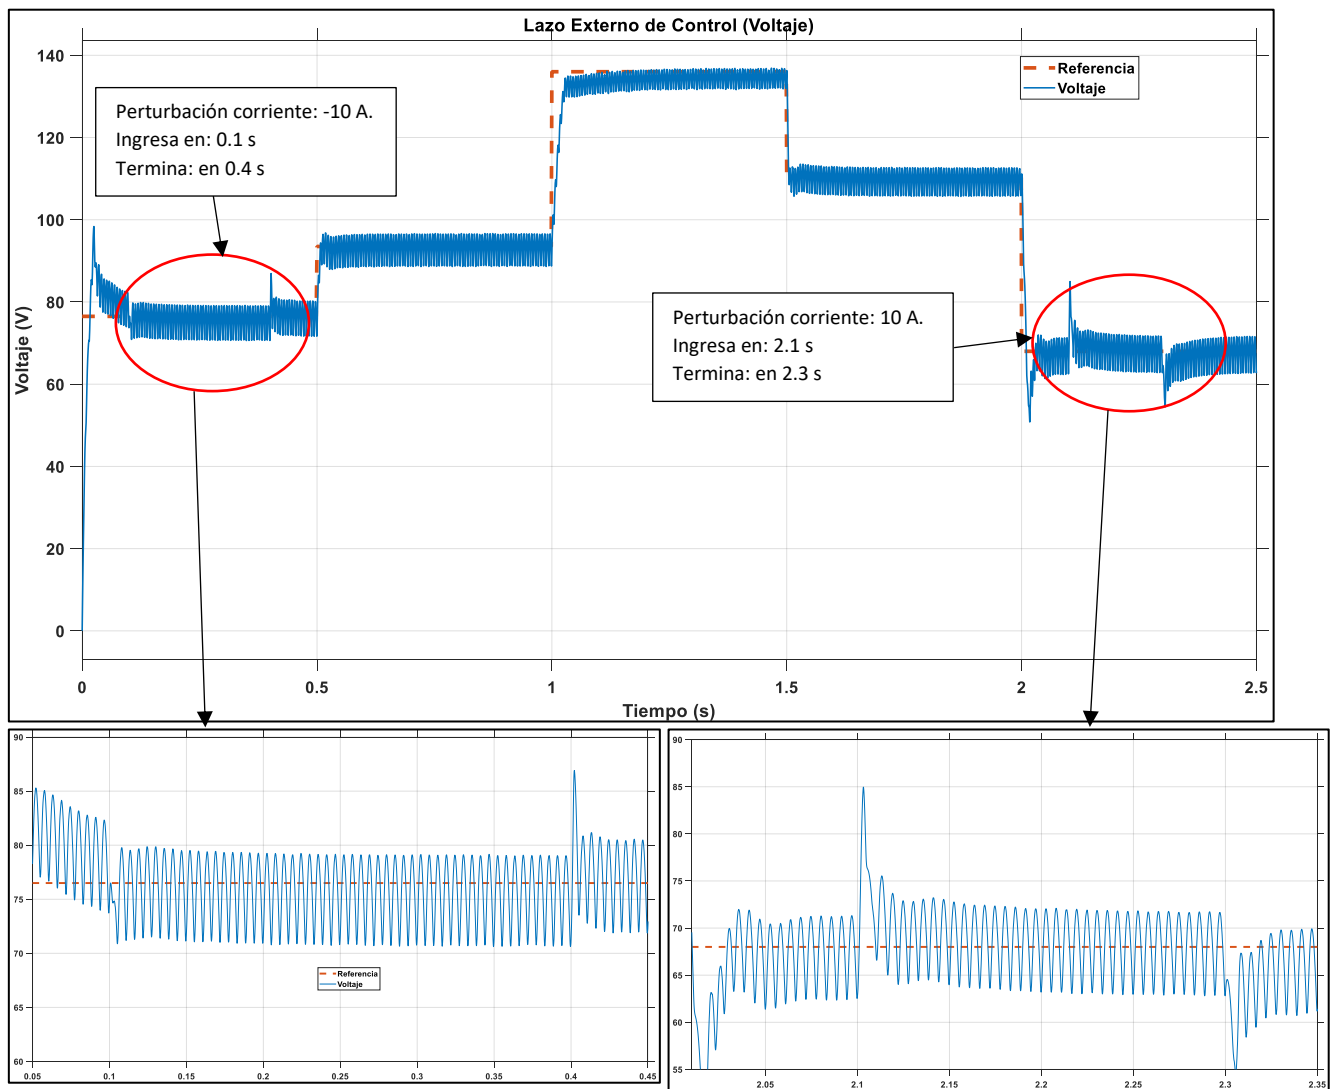 Lazo Externo de Control (Voltaje)
140
120
100
80
60
40
20
0
Voltaje (V)
Referencia
Voltaje
Perturbación corriente: -10 A.
Ingresa en: 0.1 s
Termina: en 0.4 s
Perturbación corriente: 10 A.
Ingresa en: 2.1 s
Termina: en 2.3 s
0 0.5 1 1.5 2 2.5
Tiempo (s)
90
85
80
75
70
65
60
Referencia
Voltaje
0.05 0.1 0.15 0.2 0.25 0.3 0.35 0.4 0.45
90
85
80
75
70
65
60
55
2.05 2.1 2.15 2.2 2.25 2.3 2.35